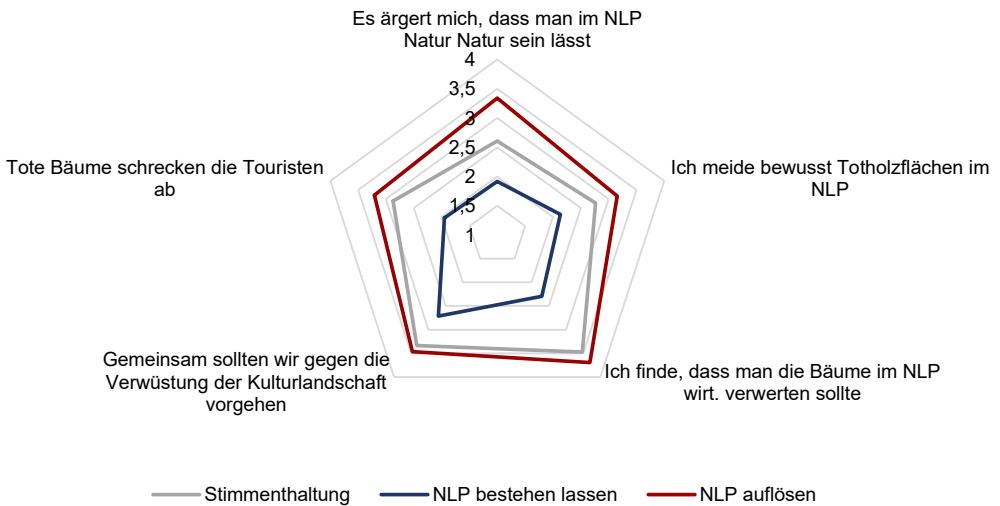 Es ärgert mich, dass man im NLP
Natur Natur sein lässt
4
3,5
3
2,5
2
1,5
1
Ich meide bewusst Totholzflächen im
NLP
Ich finde, dass man die Bäume im NLP
wirt. verwerten sollte
Gemeinsam sollten wir gegen die
Verwüstung der Kulturlandschaft
vorgehen
Tote Bäume schrecken die Touristen
ab
Stimmenthaltung
NLP bestehen lassen
NLP auflösen